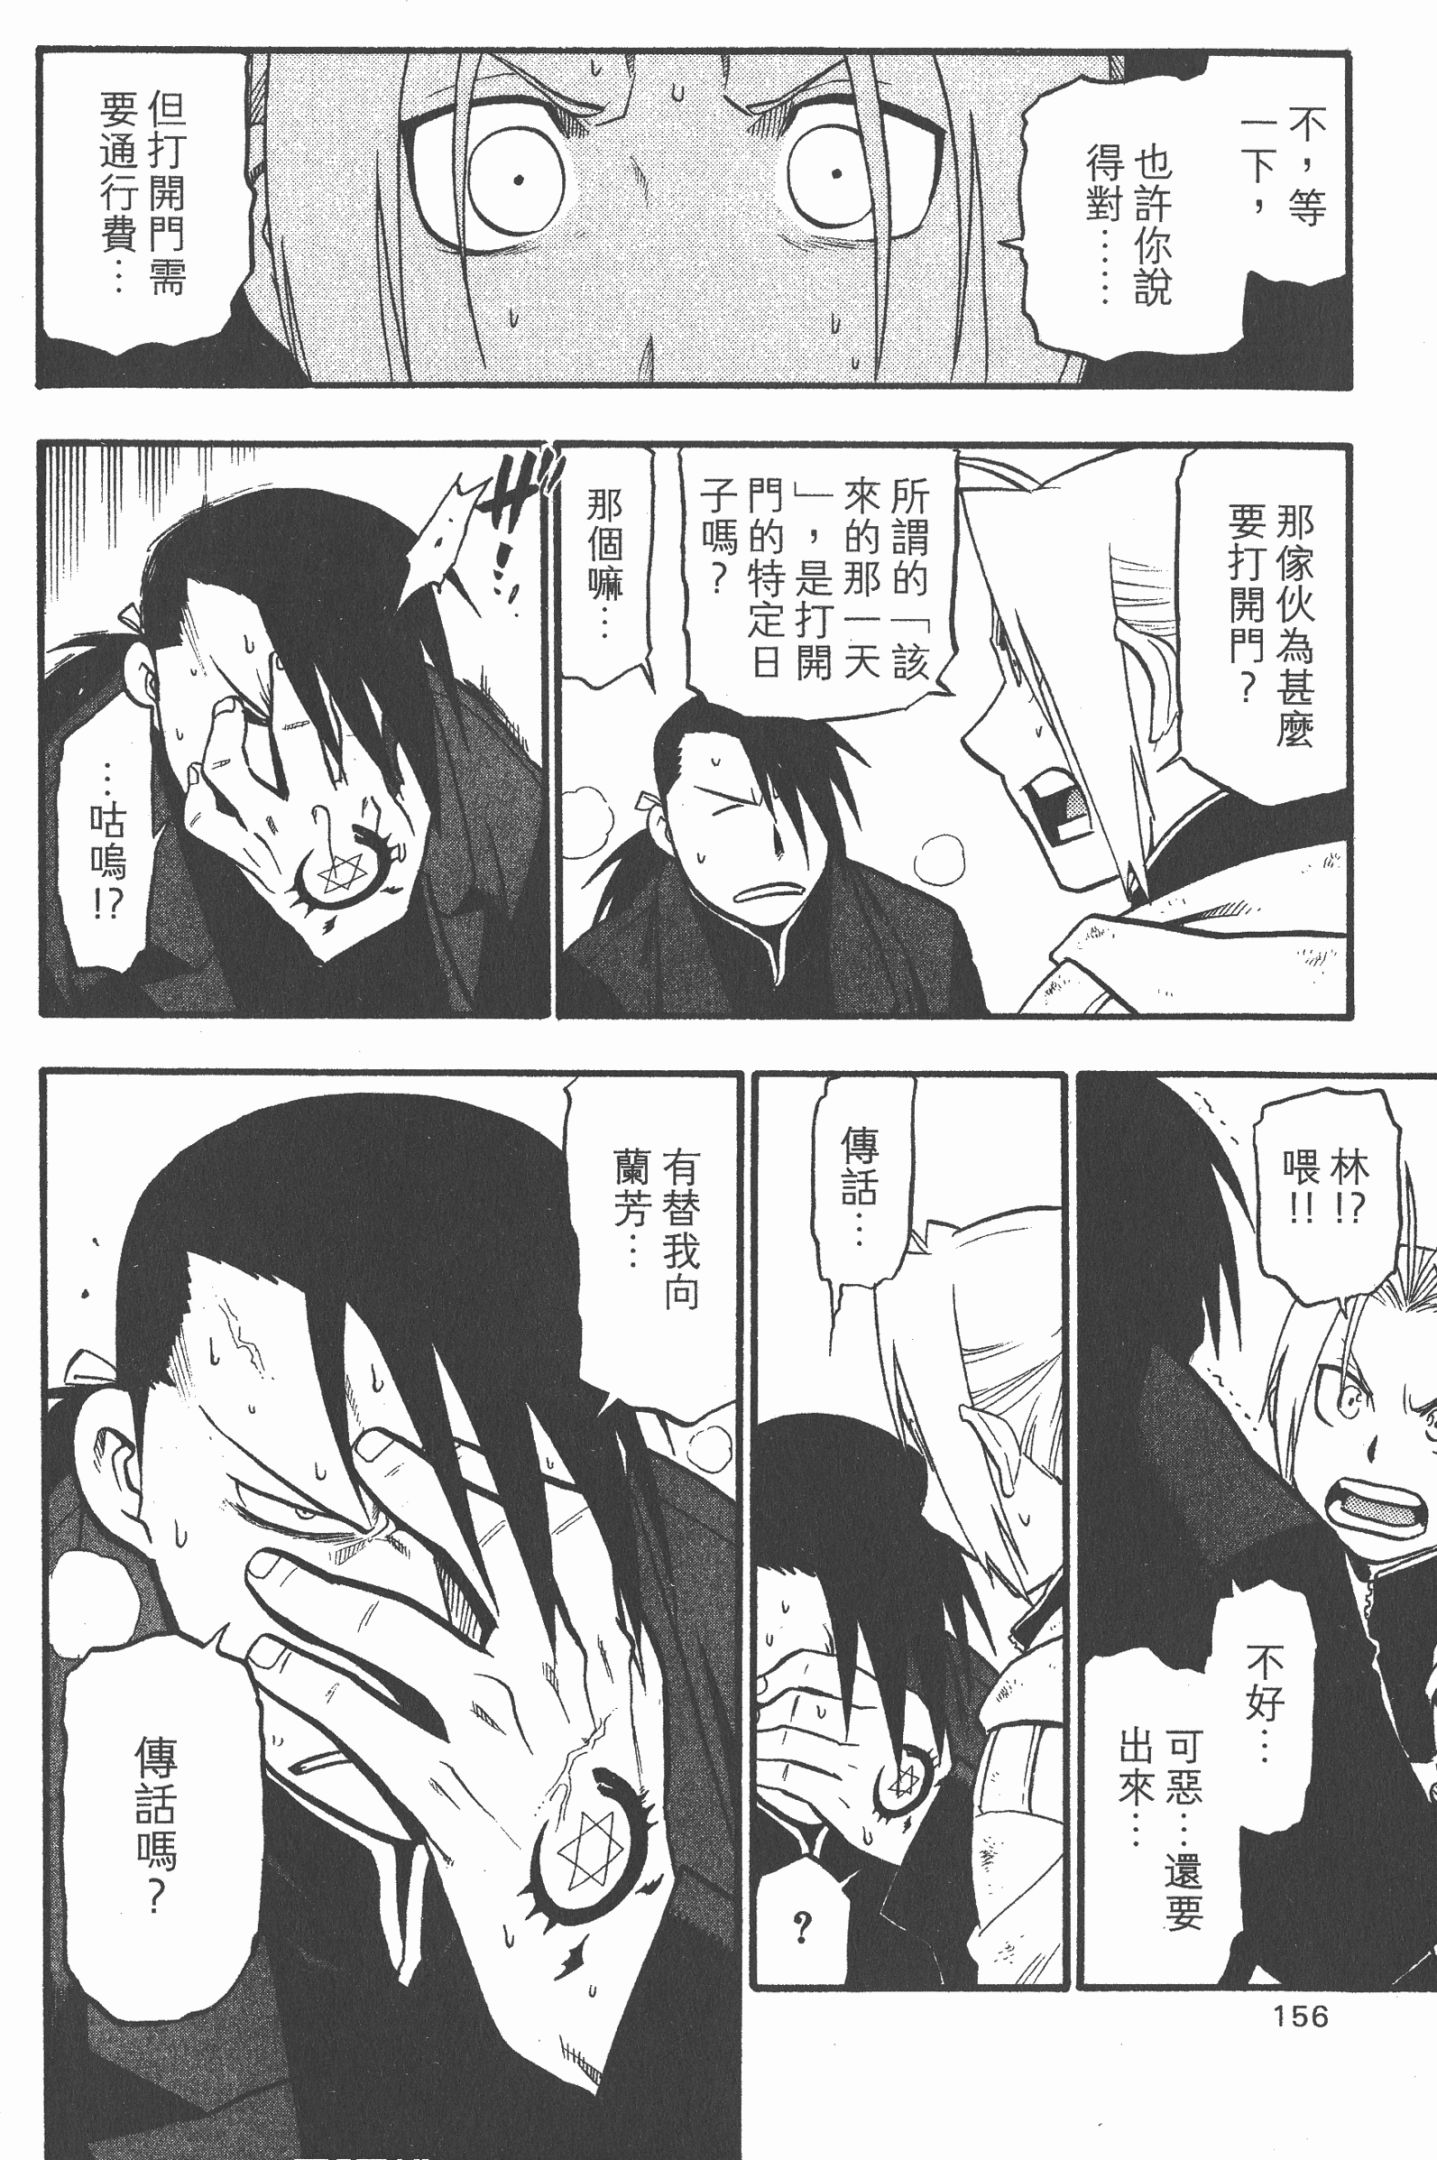 不，等
一下，
也許你說
得對……
但打開門需
要通行費…
那傢伙為甚麼
要打開門？
所謂的「該
來的那一天
」，是打開
門的特定日
子嗎？
那個嘛…
…咕嗚!?
林!?
喂!!
不好…
可惡…還要
出來…
傳話…
?
有替我向
蘭芳…
傳話嗎？
156